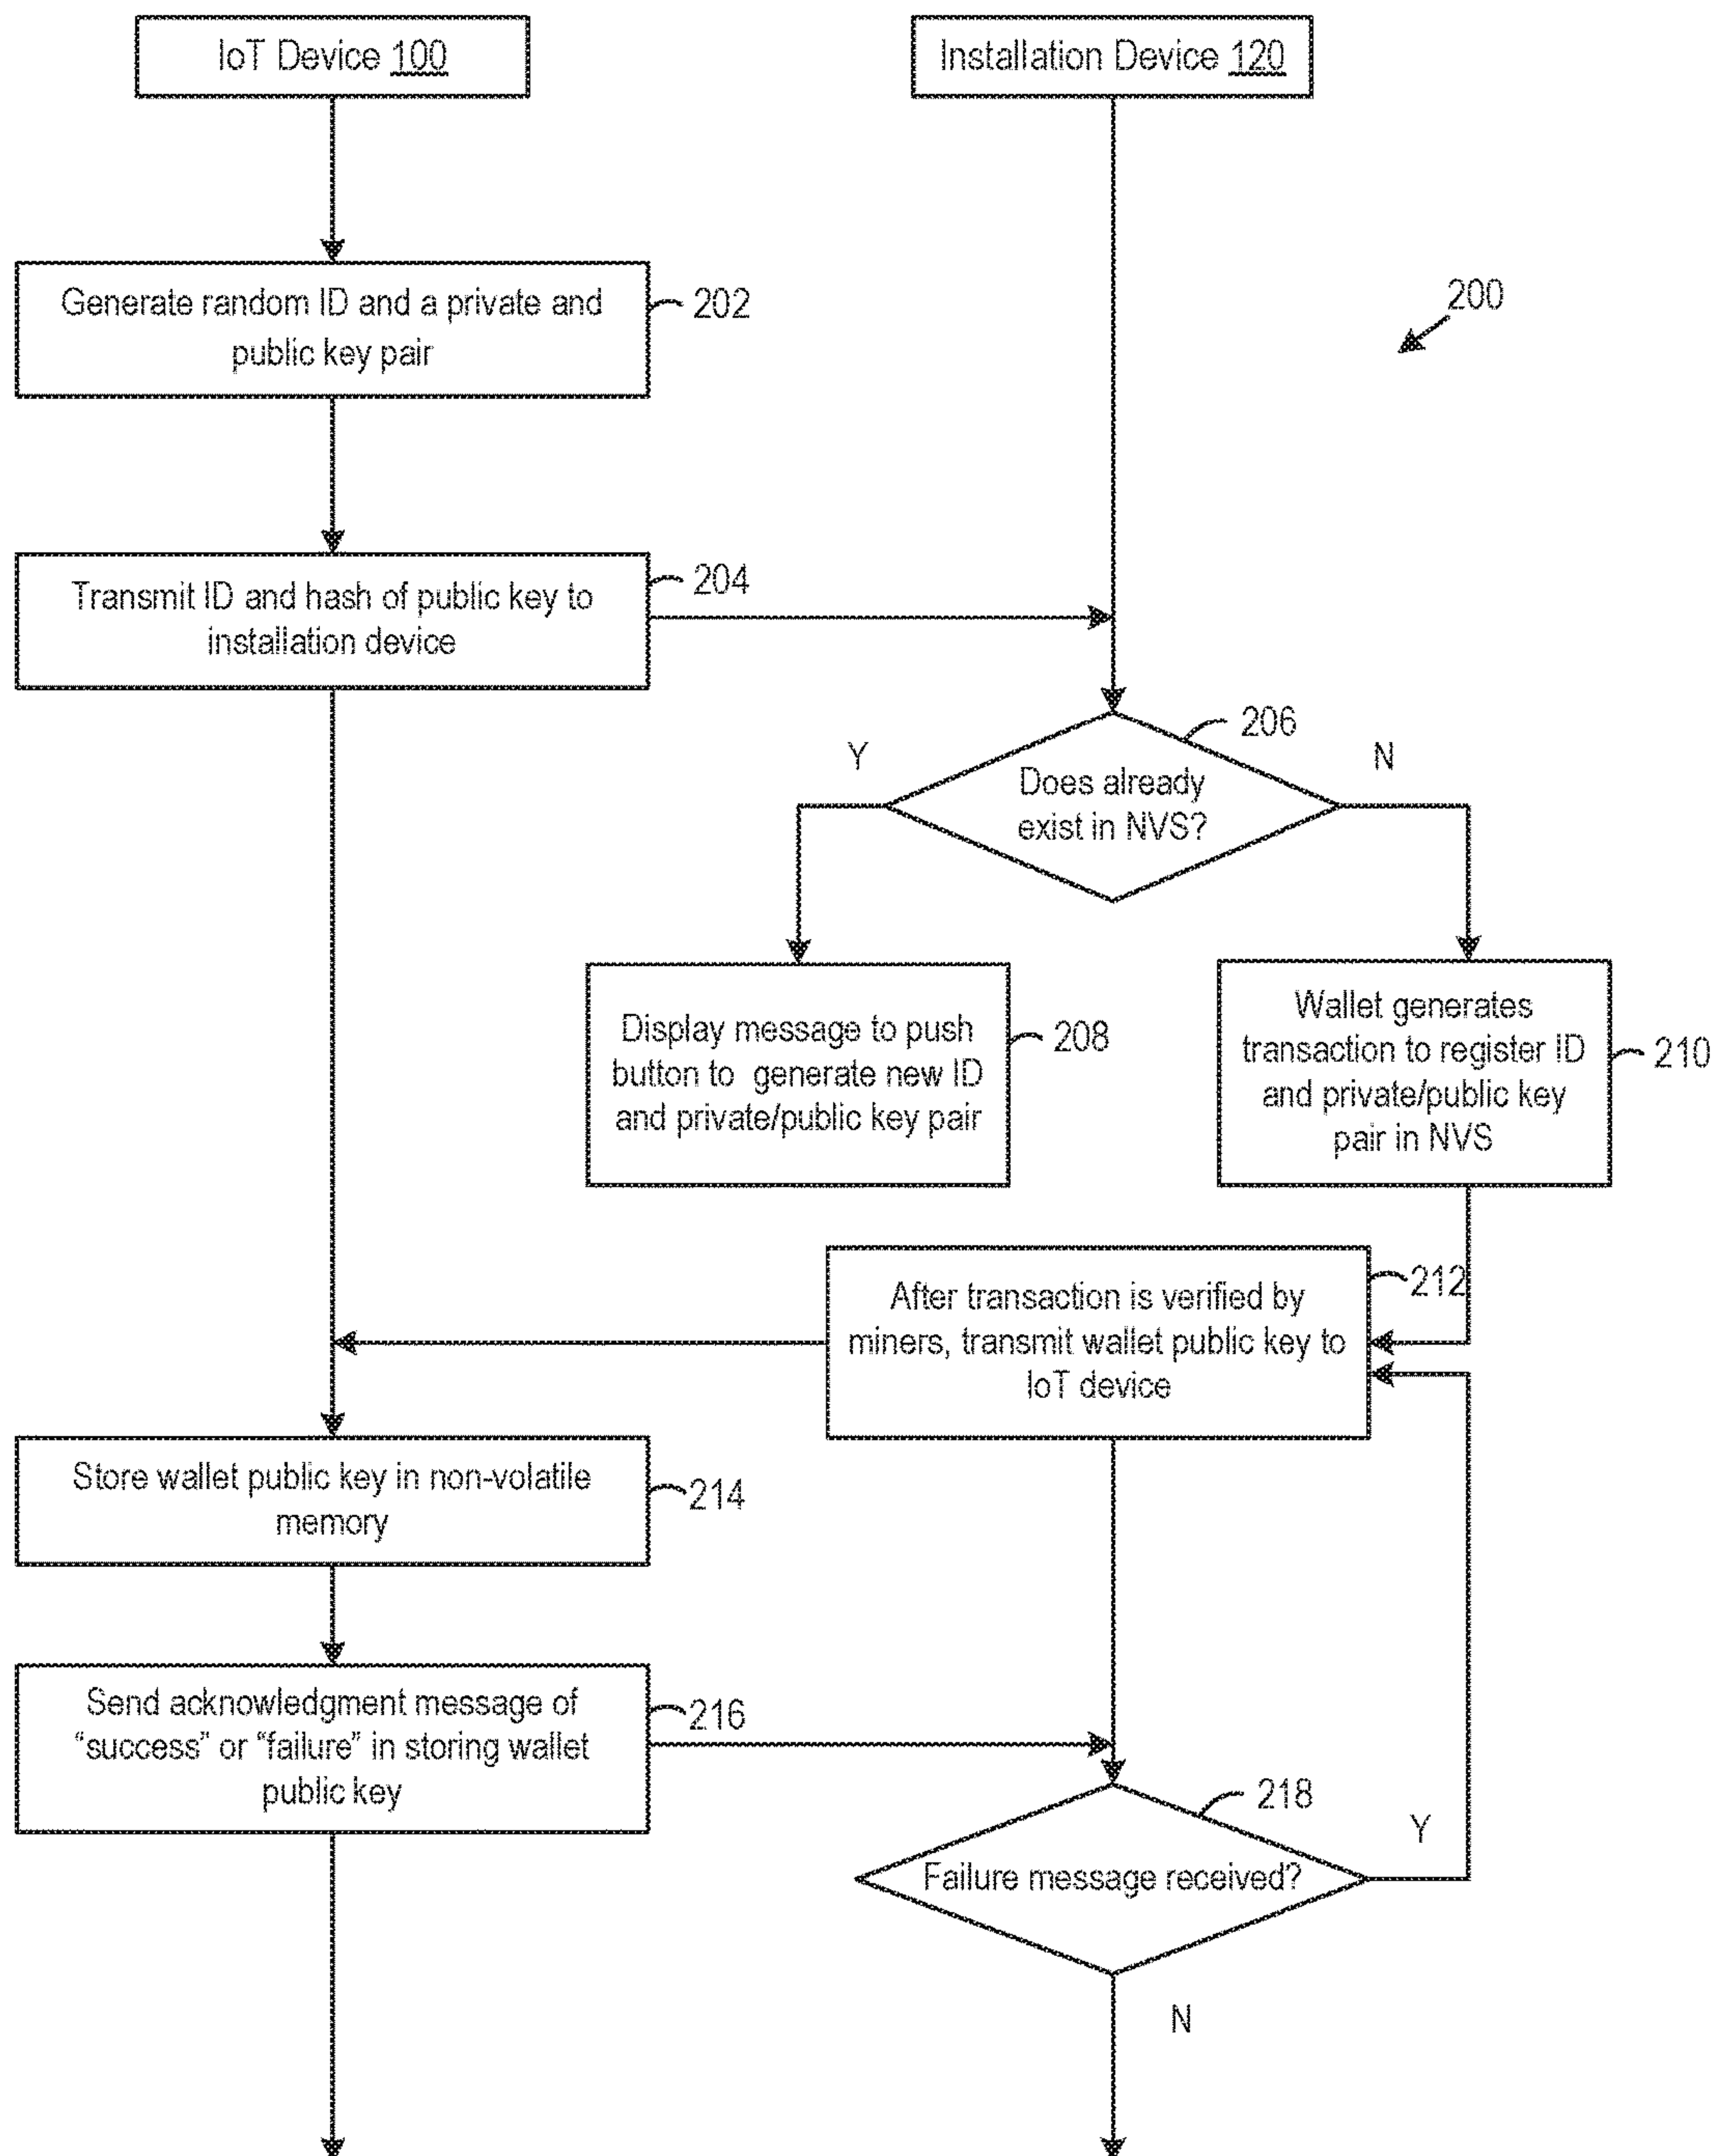 IoT Device 100
Installation Device 120
Generate random ID and a private and
public key pair
202
200
Transmit ID and hash of public key to
installation device
204
206
Y
N
Does already
exist in NVS?
Display message to push
button to generate new ID
and private/public key pair
208
Wallet generates
transaction to register ID
and private/public key
pair in NVS
210
After transaction is verified by
miners, transmit wallet public key to
IoT device
212
Store wallet public key in non-volatile
memory
214
Send acknowledgment message of
“success” or “failure” in storing wallet
public key
216
218
Y
Failure message received?
N